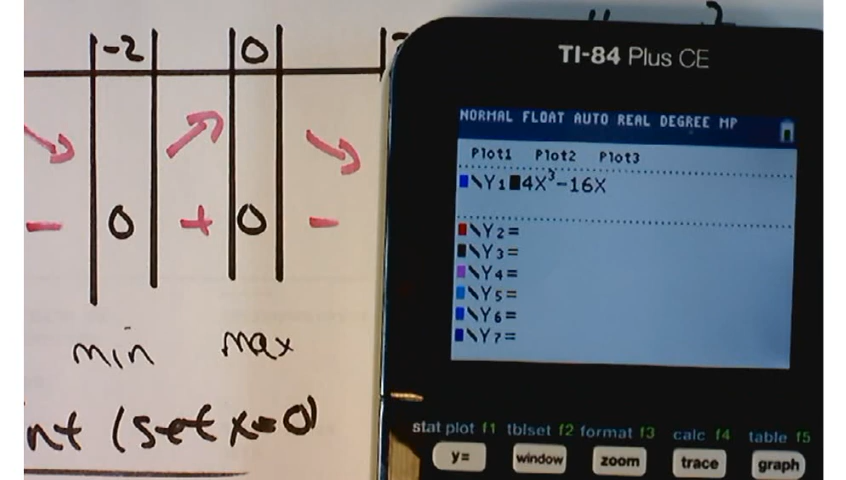 -2 0
- 0 + 0 -
min max
nt (set x=0)
TI-84 Plus CE
NORMAL FLOAT AUTO REAL DEGREE MP
Plot1 Plot2 Plot3
\Y1=4X³-16X
\Y2=
\Y3=
\Y4=
\Y5=
\Y6=
\Y7=
stat plot f1 tblset f2 format f3 calc f4 table f5
y= window zoom trace graph